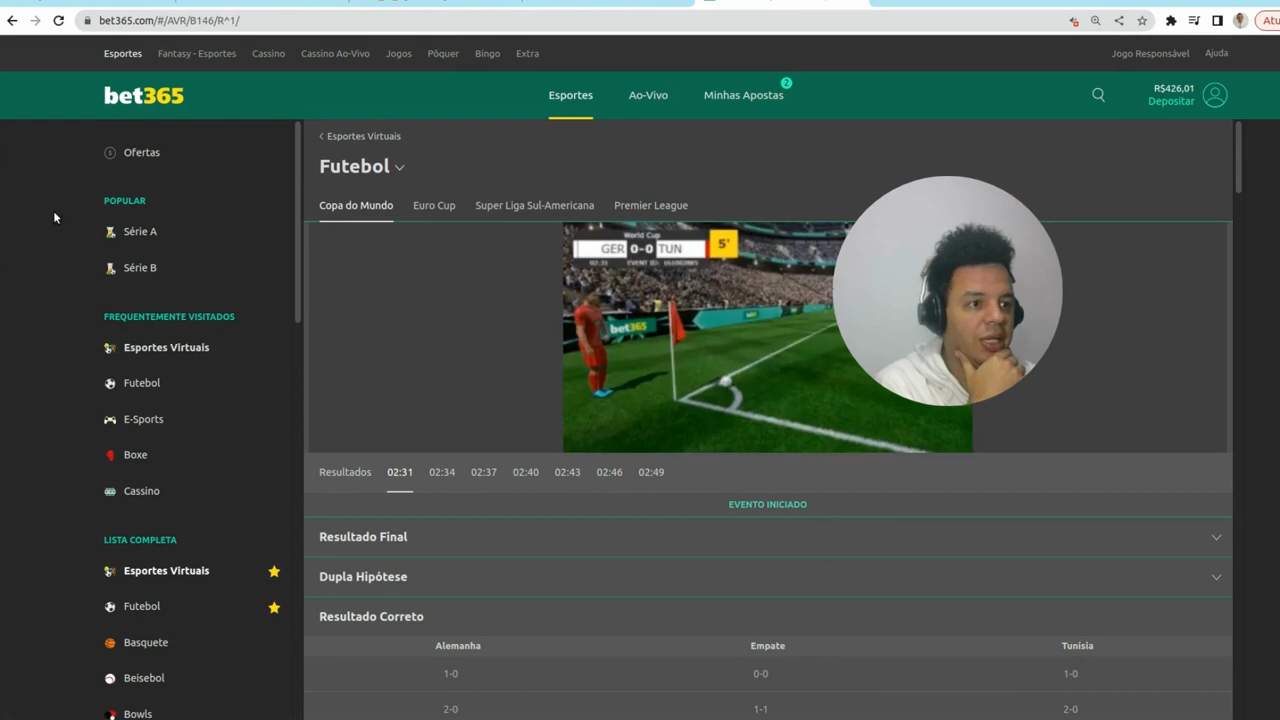 bet365.com/#/AVR/B146/R^1/
Atu
Esportes
Fantasy - Esportes
Cassino
Cassino Ao-Vivo
Jogos
Pôquer
Bingo
Extra
Jogo Responsável
Ajuda
bet365
Esportes
Ao-Vivo
Minhas Apostas
2
R$426,01
Depositar
Ofertas
POPULAR
Série A
Série B
FREQUENTEMENTE VISITADOS
Esportes Virtuais
Futebol
E-Sports
Boxe
Cassino
LISTA COMPLETA
Esportes Virtuais
Futebol
Basquete
Beisebol
Bowls
Esportes Virtuais
Futebol
Copa do Mundo
Euro Cup
Super Liga Sul-Americana
Premier League
World Cup
GER 0-0 TUN
5'
02:31
bet365
Resultados
02:31
02:34
02:37
02:40
02:43
02:46
02:49
EVENTO INICIADO
Resultado Final
Dupla Hipótese
Resultado Correto
Alemanha
Empate
Tunísia
1-0
0-0
1-0
2-0
1-1
2-0